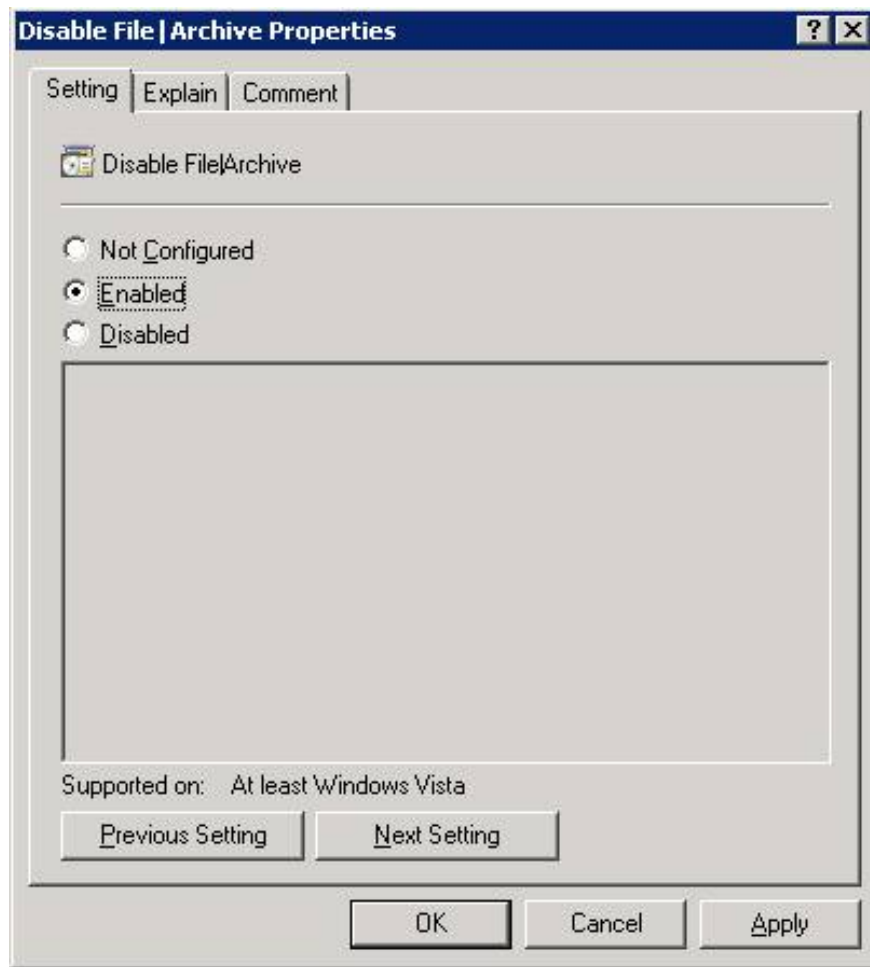 Disable File|Archive Properties
Setting Explain Comment
Disable File|Archive
Not Configured
Enabled
Disabled
Supported on: At least Windows Vista
Previous Setting Next Setting
OK Cancel Apply